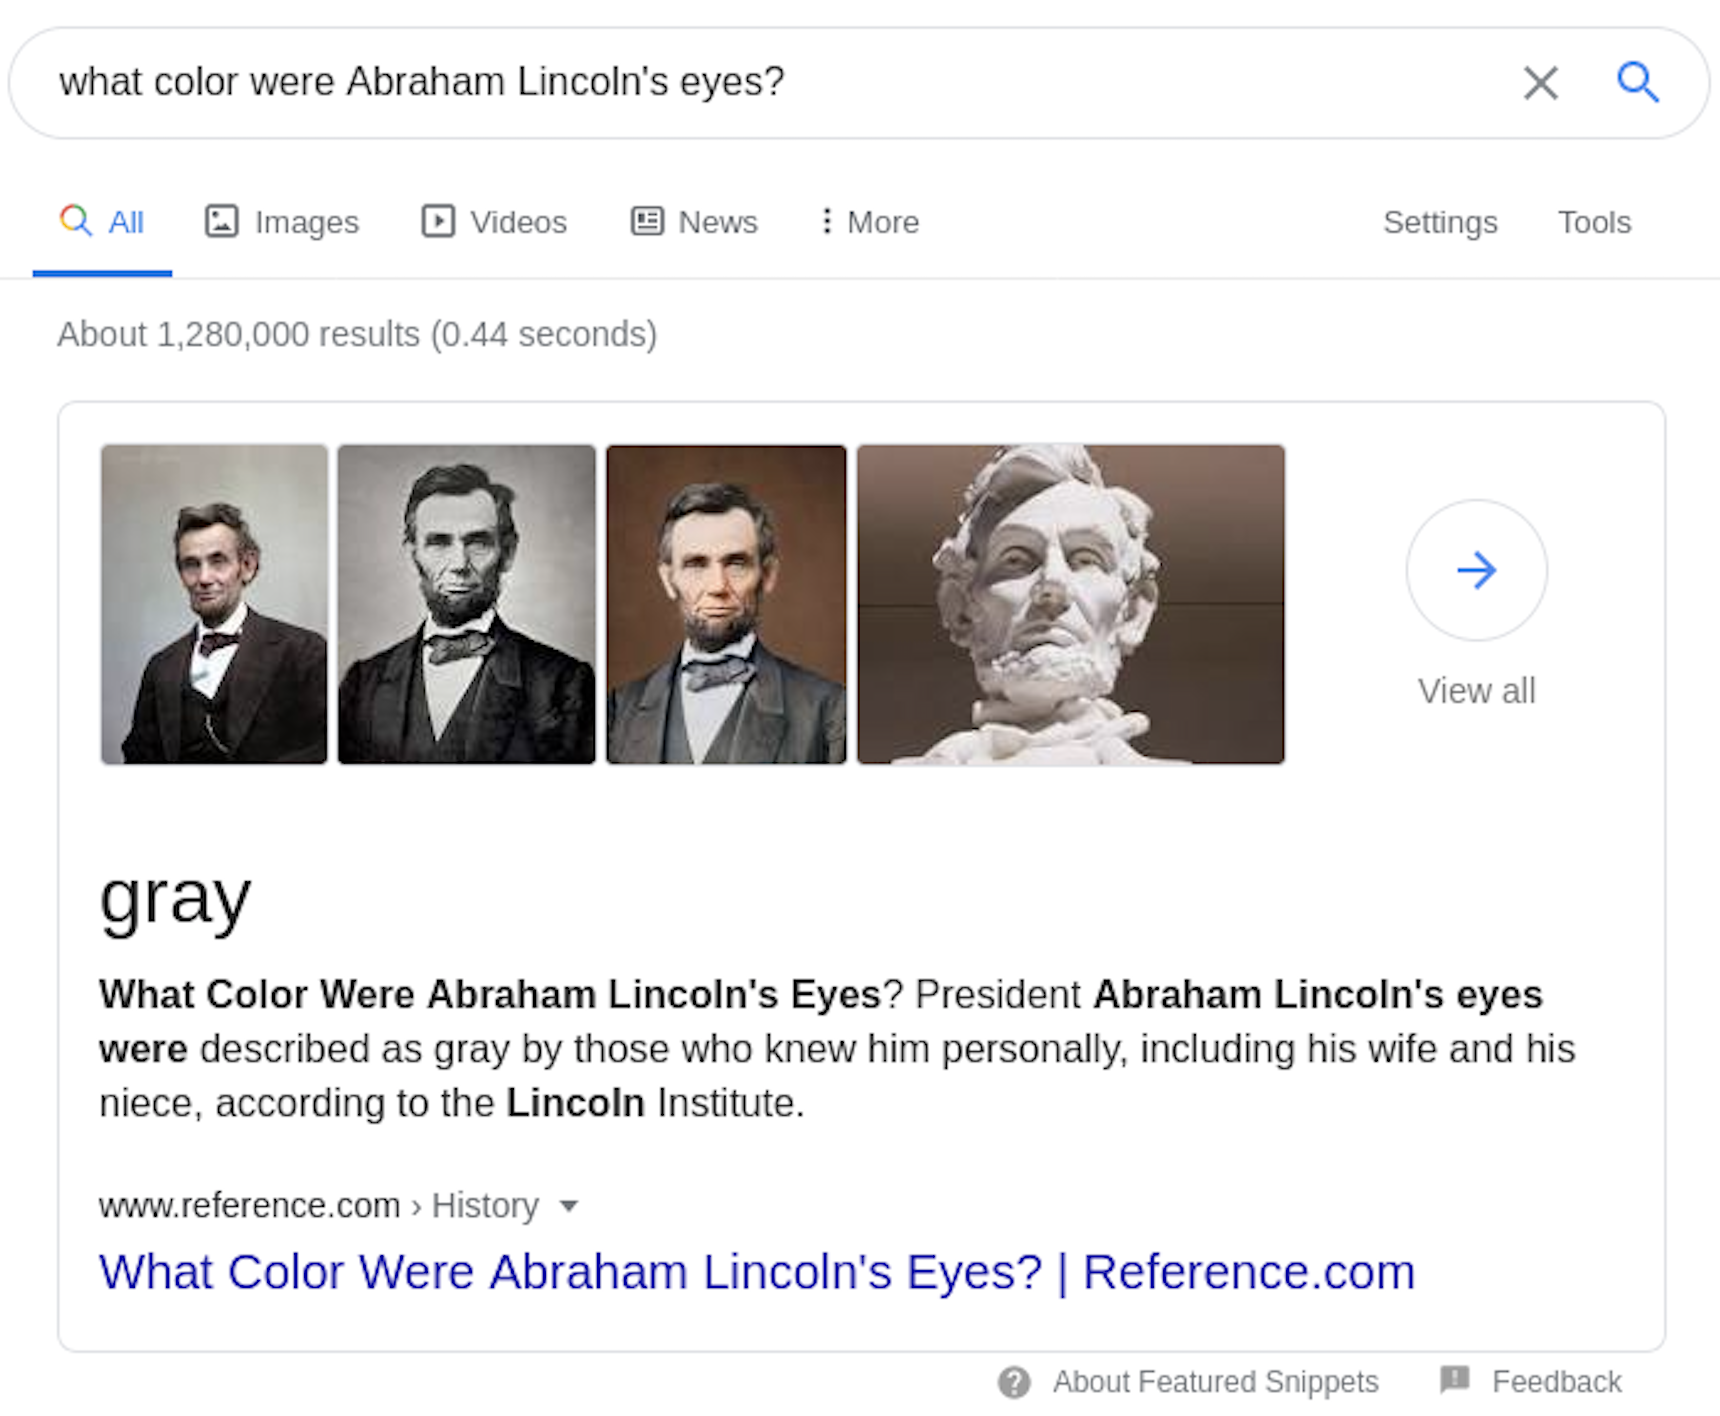 what color were Abraham Lincoln's eyes?
All Images Videos News More Settings Tools
About 1,280,000 results (0.44 seconds)
View all
gray
What Color Were Abraham Lincoln's Eyes? President Abraham Lincoln's eyes
were described as gray by those who knew him personally, including his wife and his
niece, according to the Lincoln Institute.
www.reference.com › History
What Color Were Abraham Lincoln's Eyes? | Reference.com
About Featured Snippets Feedback